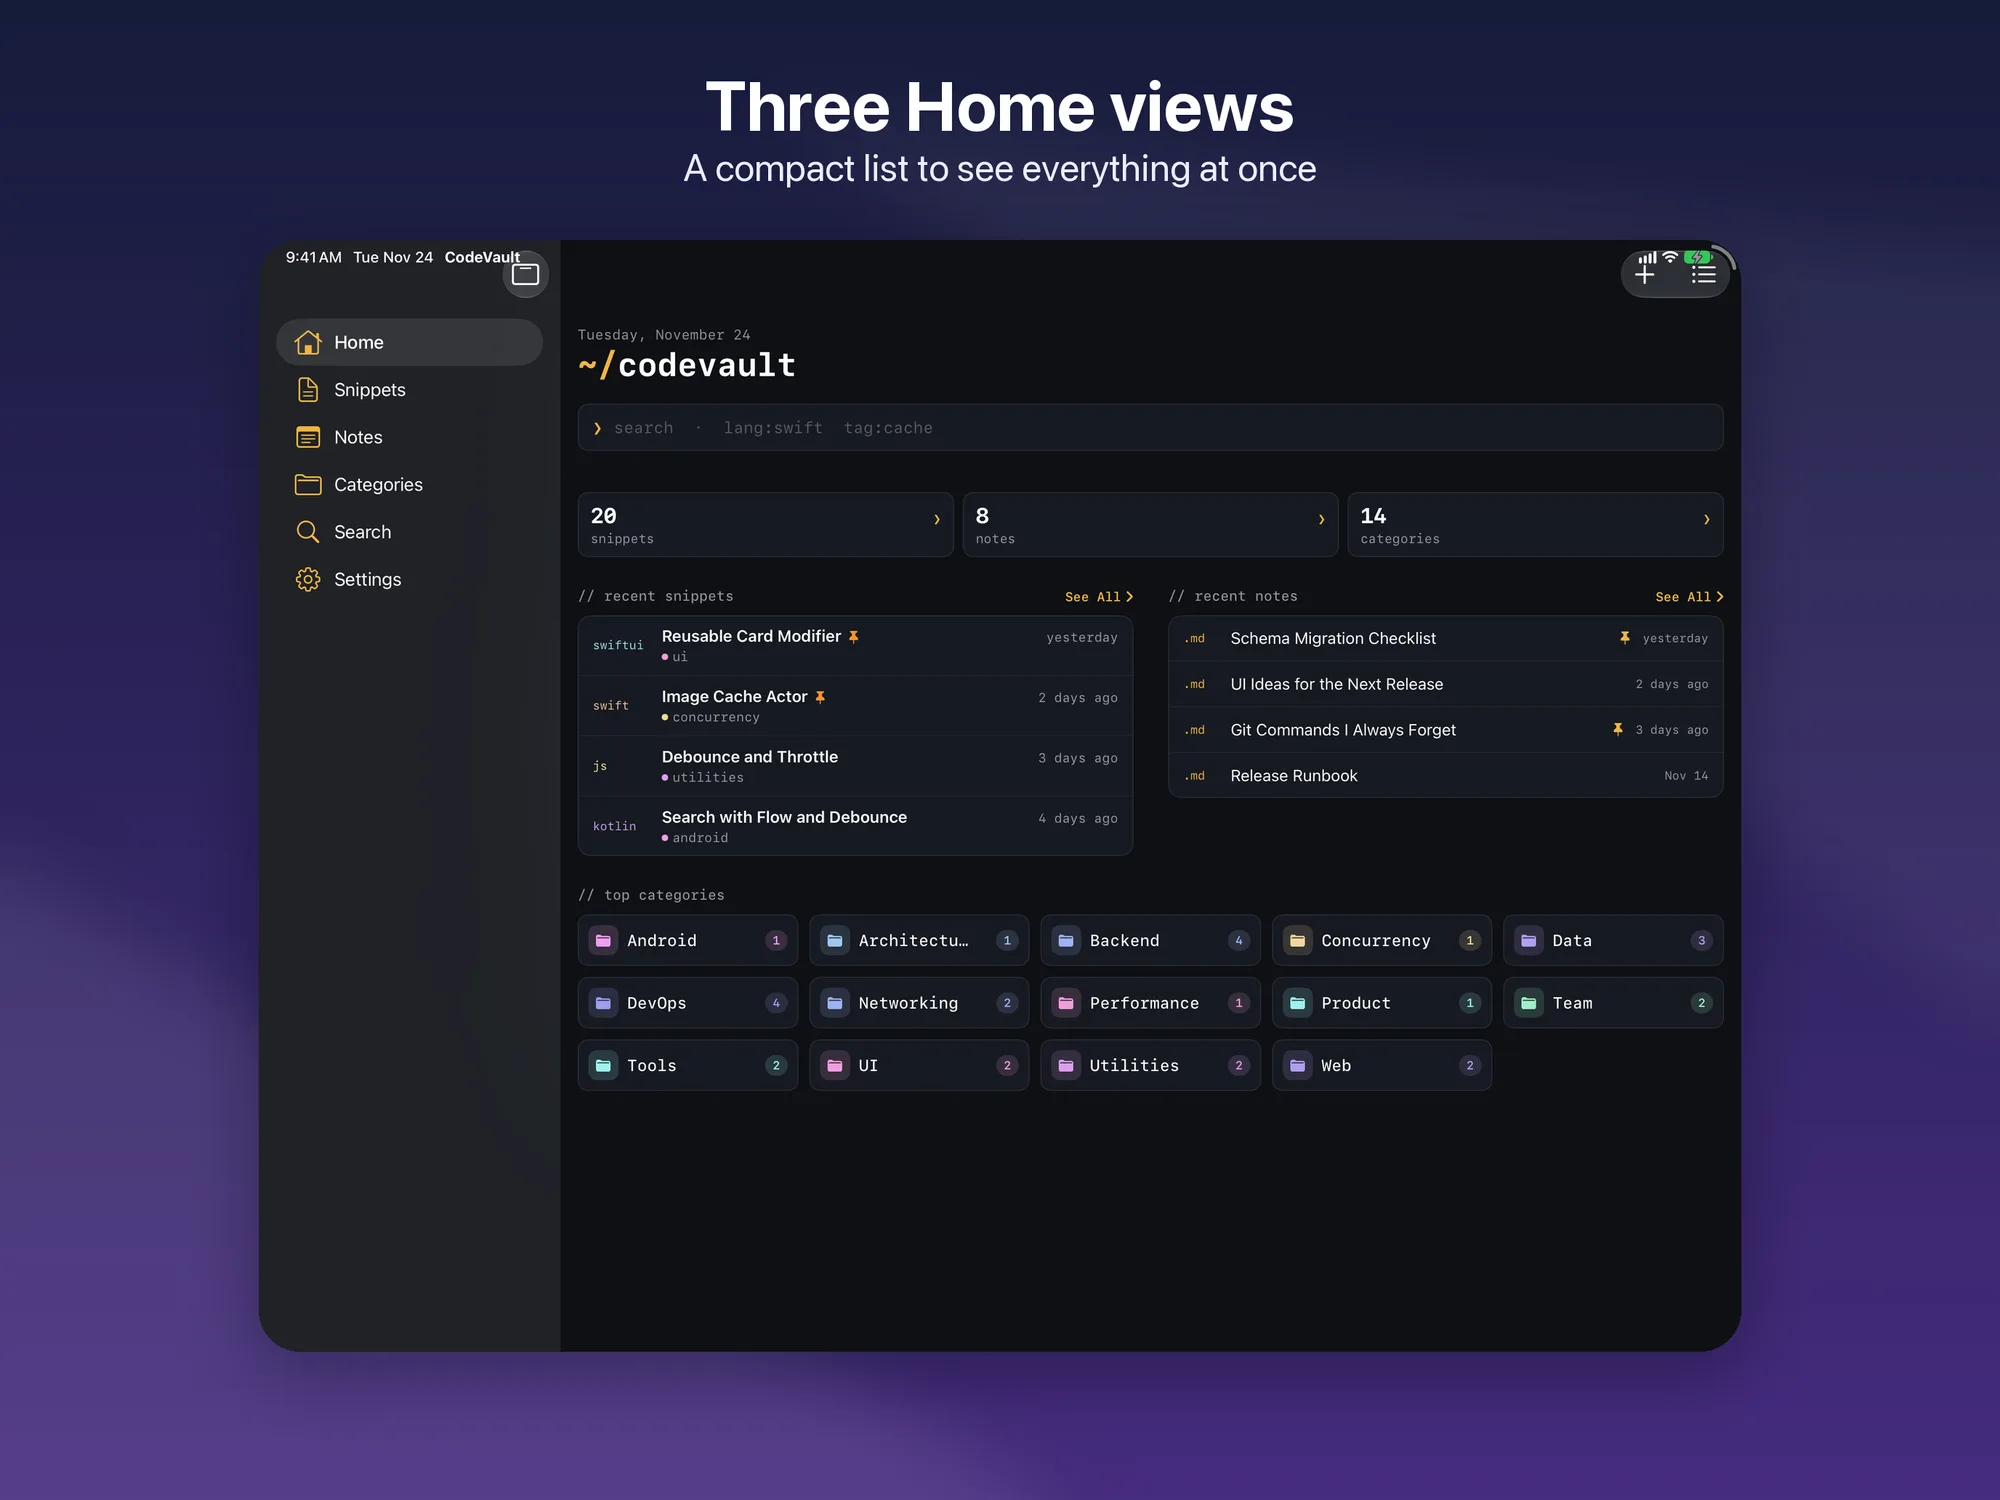 Three Home views
A compact list to see everything at once
9:41 AM Tue Nov 24 CodeVault
Home
Snippets
Notes
Categories
Search
Settings
Tuesday, November 24
~/codevault
❯ search · lang:swift tag:cache
20
snippets
8
notes
14
categories
// recent snippets
See All
swiftui
Reusable Card Modifier
yesterday
ui
swift
Image Cache Actor
2 days ago
concurrency
js
Debounce and Throttle
3 days ago
utilities
kotlin
Search with Flow and Debounce
4 days ago
android
// recent notes
See All
.md Schema Migration Checklist yesterday
.md UI Ideas for the Next Release 2 days ago
.md Git Commands I Always Forget 3 days ago
.md Release Runbook Nov 14
// top categories
Android 1
Architectu… 1
Backend 4
Concurrency 1
Data 3
DevOps 4
Networking 2
Performance 1
Product 1
Team 2
Tools 2
UI 2
Utilities 2
Web 2